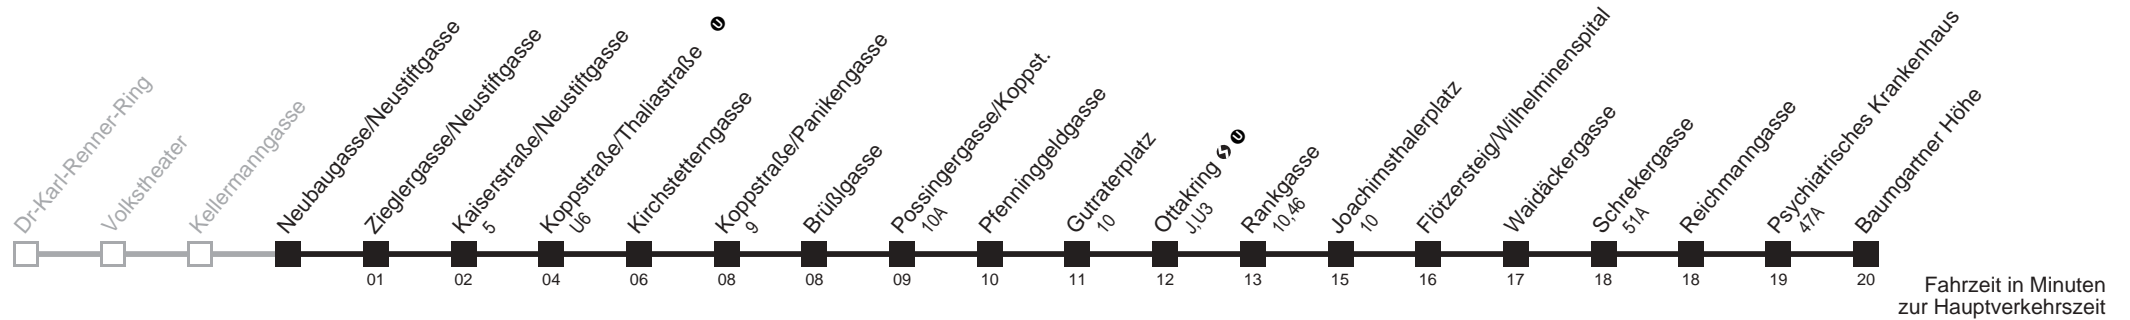 Dr-Karl-Renner-Ring
Volkstheater
Kellermanngasse
Neubaugasse/Neustiftgasse
Zieglergasse/Neustiftgasse
01
Kaiserstraße/Neustiftgasse
5
02
Koppstraße/Thaliastraße U
U6
04
Kirchstetterngasse
06
Koppstraße/Panikengasse
9
08
Brüßlgasse
08
Possingergasse/Koppst.
10A
09
Pfenninggeldgasse
10
Gutraterplatz
10
11
Ottakring S U
J,U3
12
Rankgasse
10,46
13
Joachimsthalerplatz
10
15
Flötzersteig/Wilhelminenspital
16
Waidäckergasse
17
Schrekergasse
51A
18
Reichmanngasse
18
Psychiatrisches Krankenhaus
47A
19
Baumgartner Höhe
20
Fahrzeit in Minuten
zur Hauptverkehrszeit